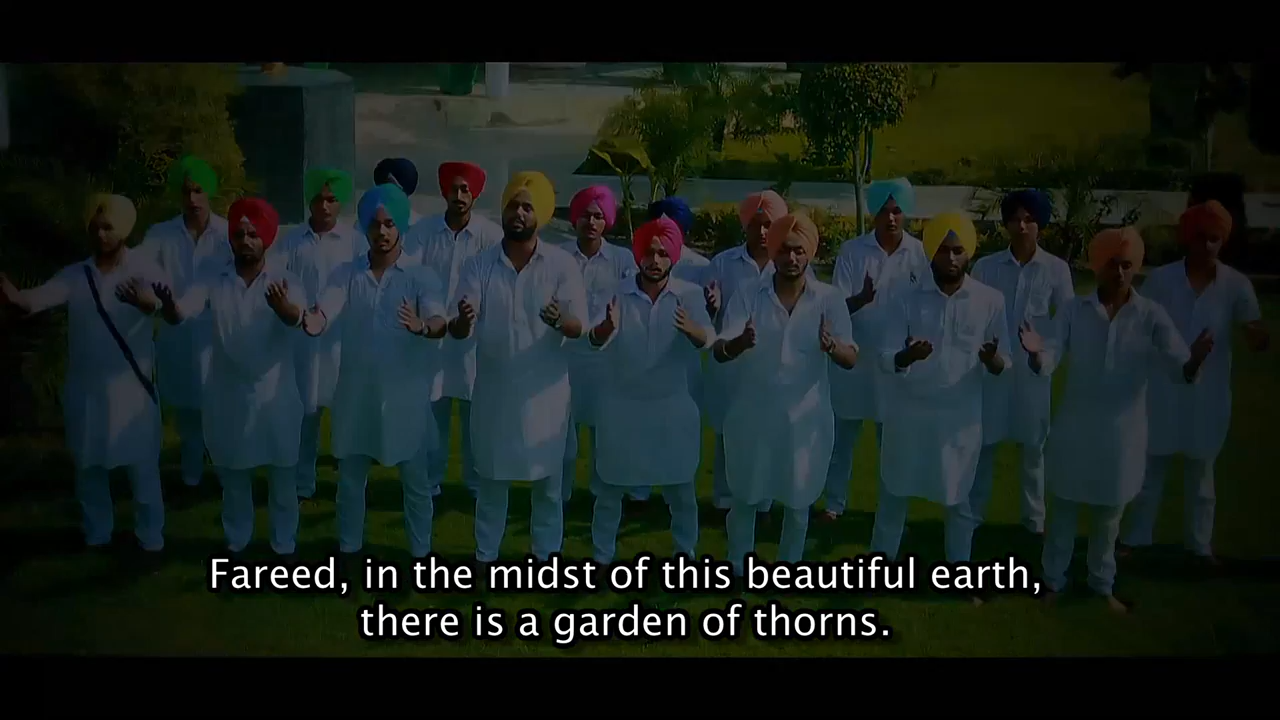 Fareed, in the midst of this beautiful earth,
there is a garden of thorns.